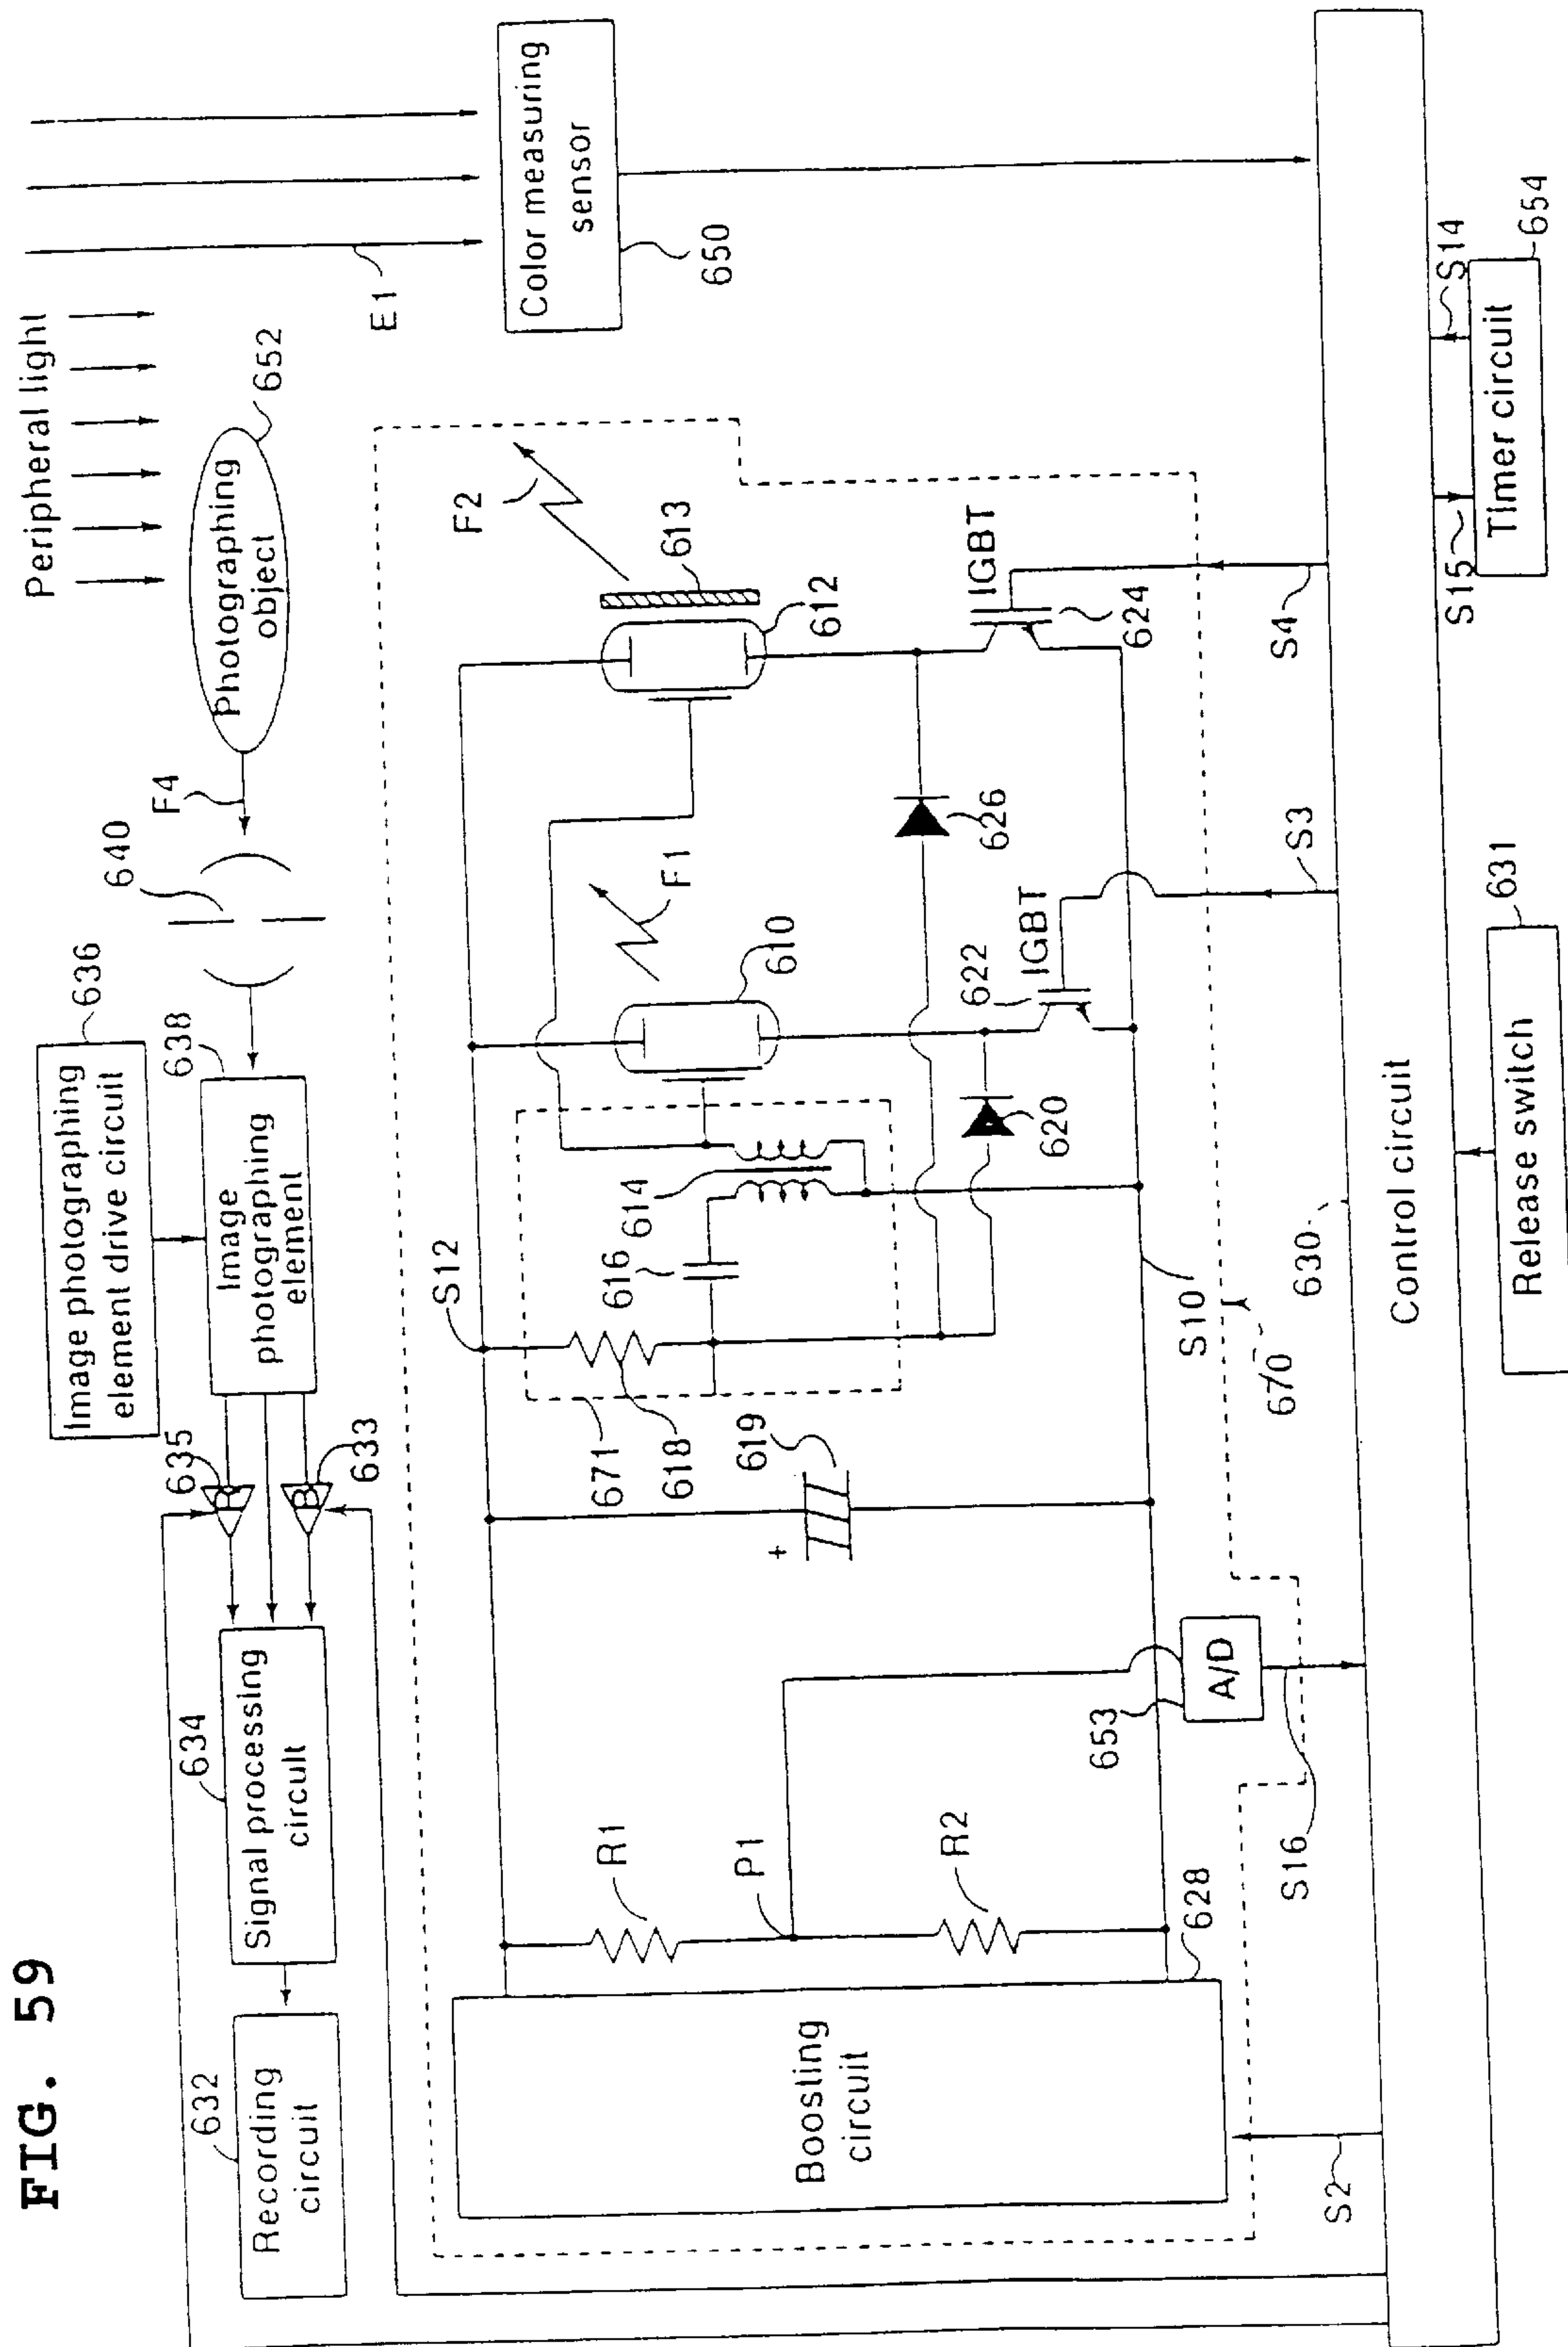 FIG. 59
Peripheral light
636
Image photographing
element drive circuit
640
F4
Photographing
object
652
E1
632
Recording
circuit
634
Signal processing
circuit
635
R
B
633
638
Image
photographing
element
Color measuring
sensor
650
S12
F2
F1
613
612
610
R1
P1
R2
671
618
619
+
616
614
620
626
622
IGBT
IGBT
624
Boosting
circuit
628
653
A/D
S10
670
S2
S16
S3
S4
630
Control circuit
S15
S14
Release switch
631
Timer circuit
654